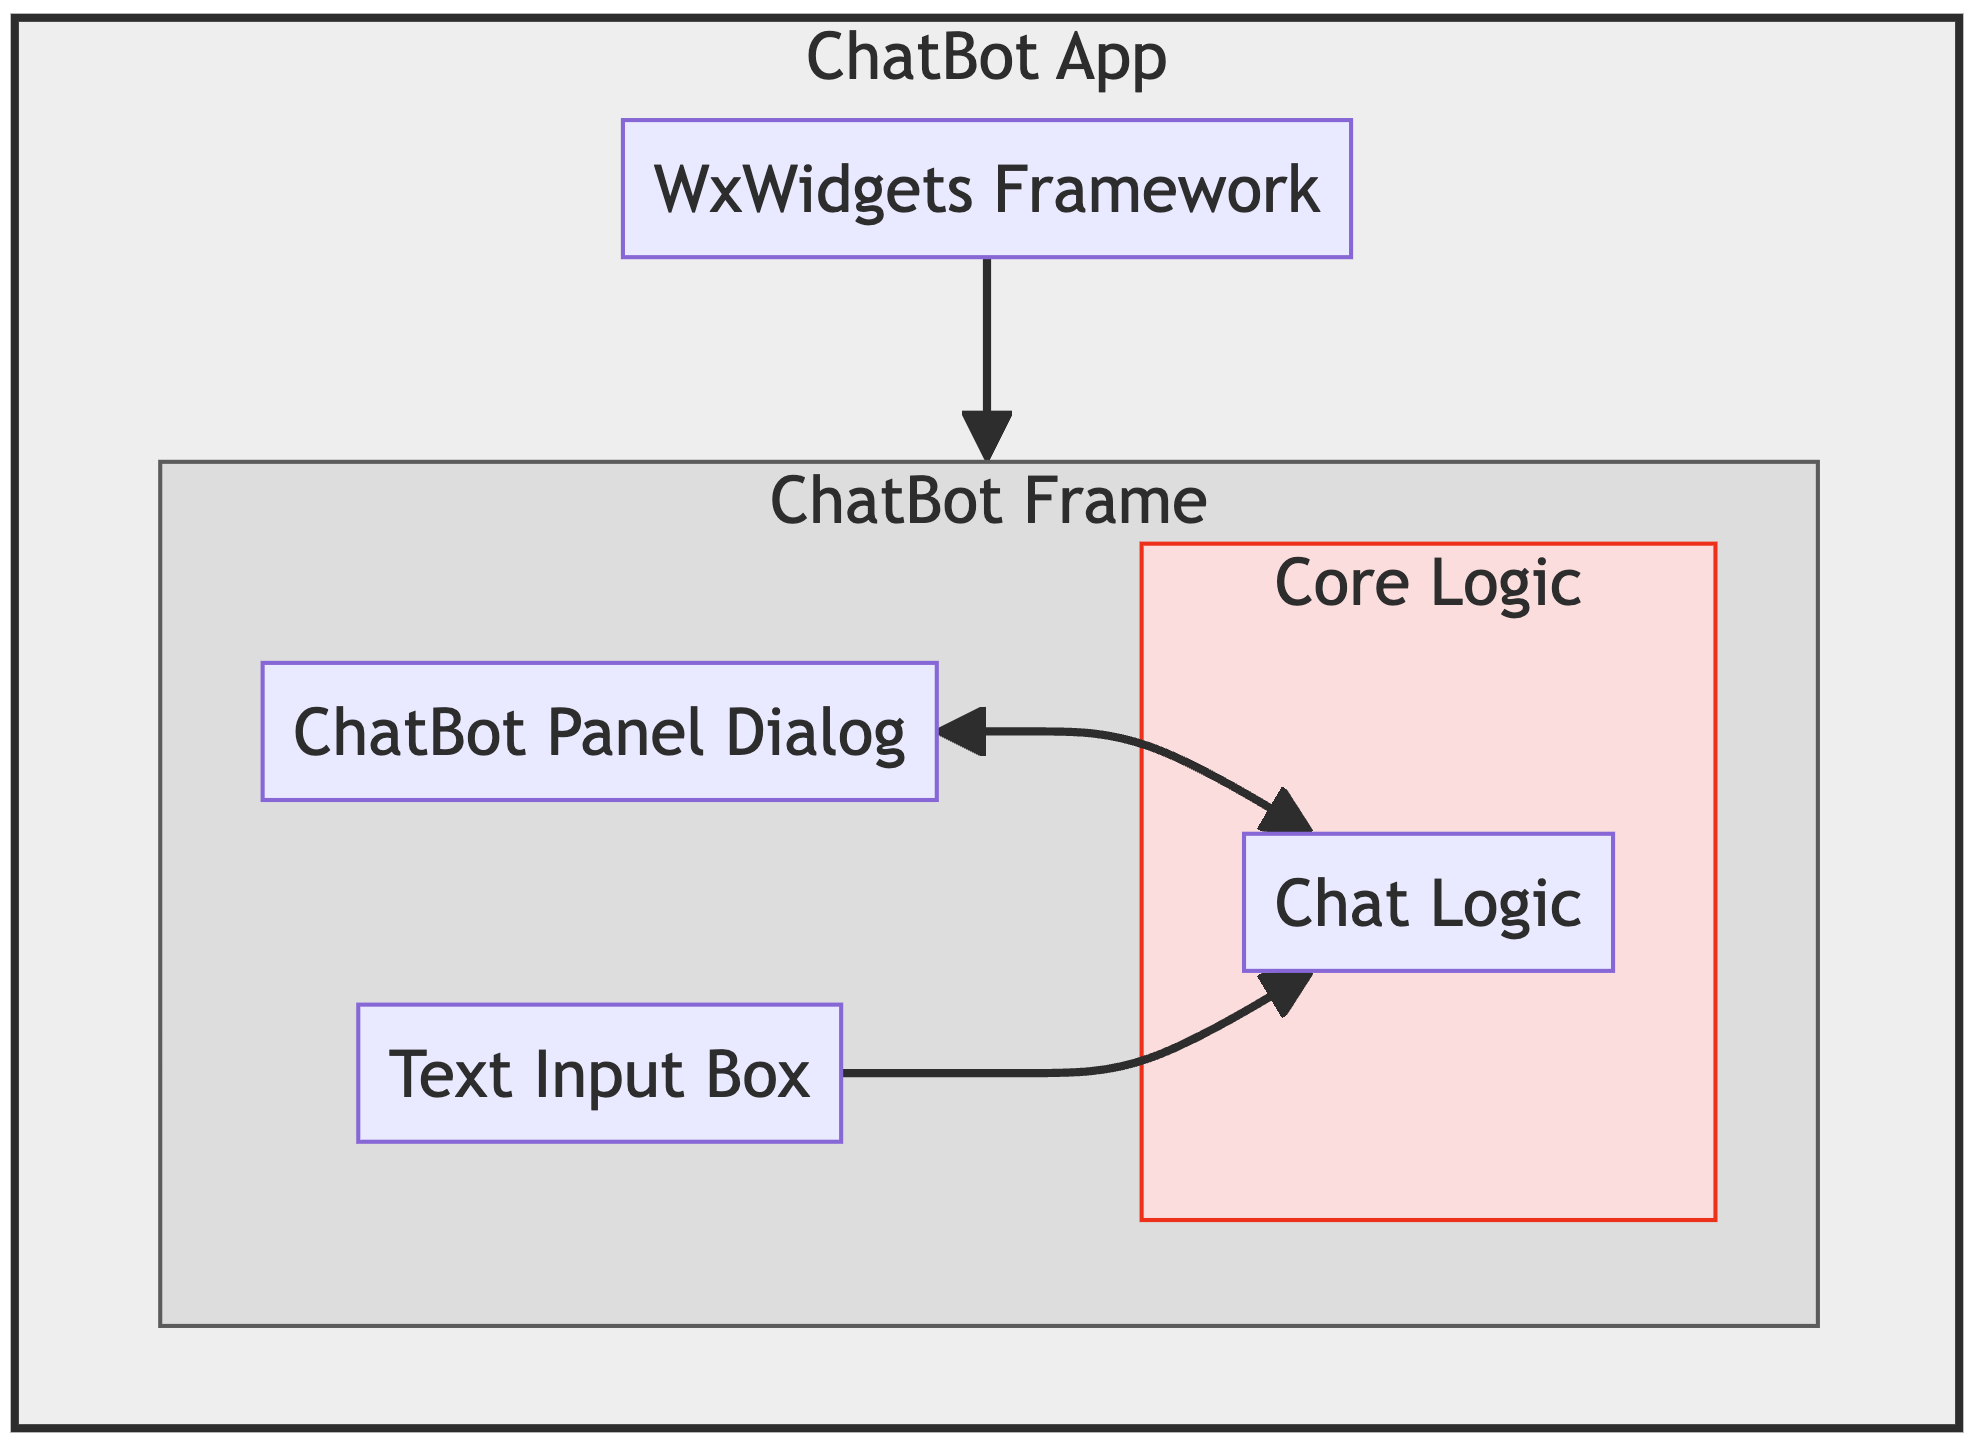 ChatBot App
WxWidgets Framework
ChatBot Frame
Core Logic
ChatBot Panel Dialog
Chat Logic
Text Input Box